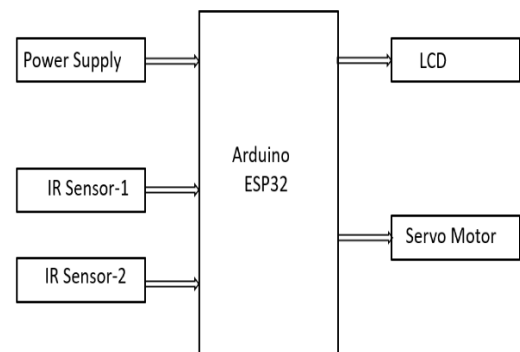 Power Supply
IR Sensor-1
IR Sensor-2
Arduino
ESP32
LCD
Servo Motor